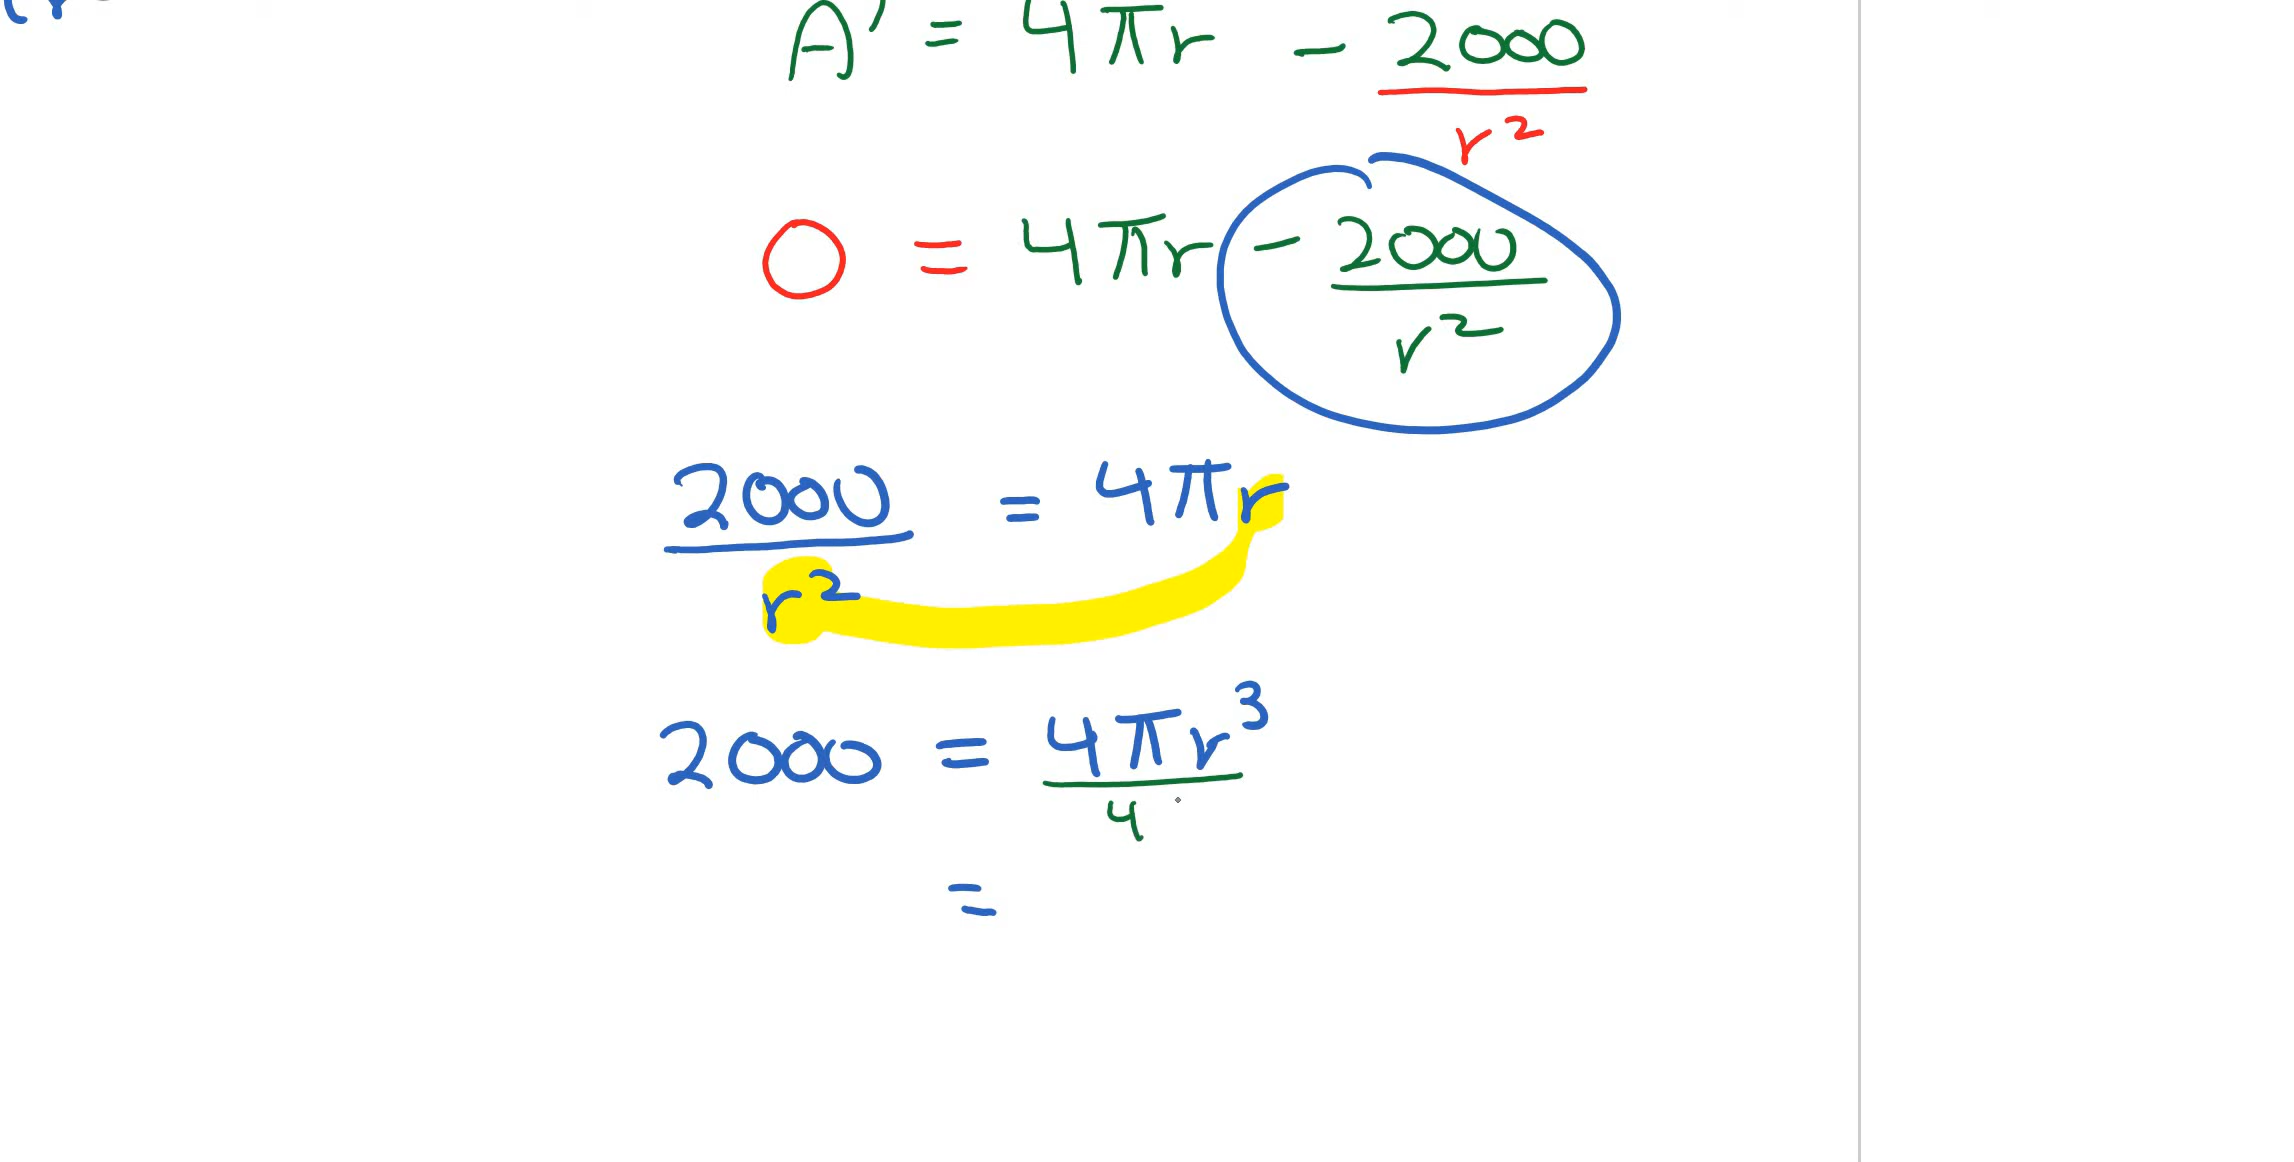 A' = 4πr - 2000/r²
0 = 4πr - 2000/r²
2000/r² = 4πr
2000 = 4πr³/4
=